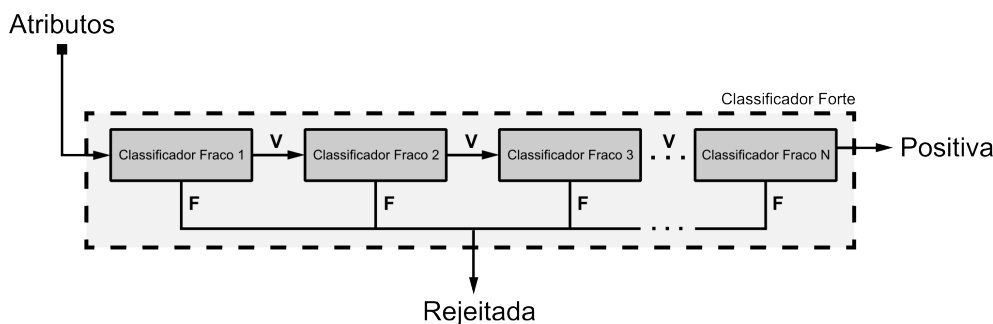 Atributos
Classificador Forte
Classificador Fraco 1
V
Classificador Fraco 2
V
Classificador Fraco 3
V
. . .
Classificador Fraco N
Positiva
F
F
F
. . .
F
Rejeitada